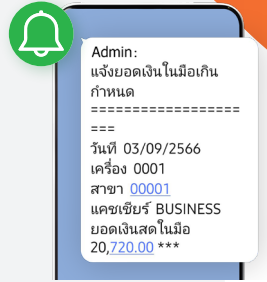 Admin:
แจ้งยอดเงินในมือเกิน
กำหนด
==================
===
วันที่ 03/09/2566
เครื่อง 0001
สาขา 00001
แคชเชียร์ BUSINESS
ยอดเงินสดในมือ
20,720.00 ***